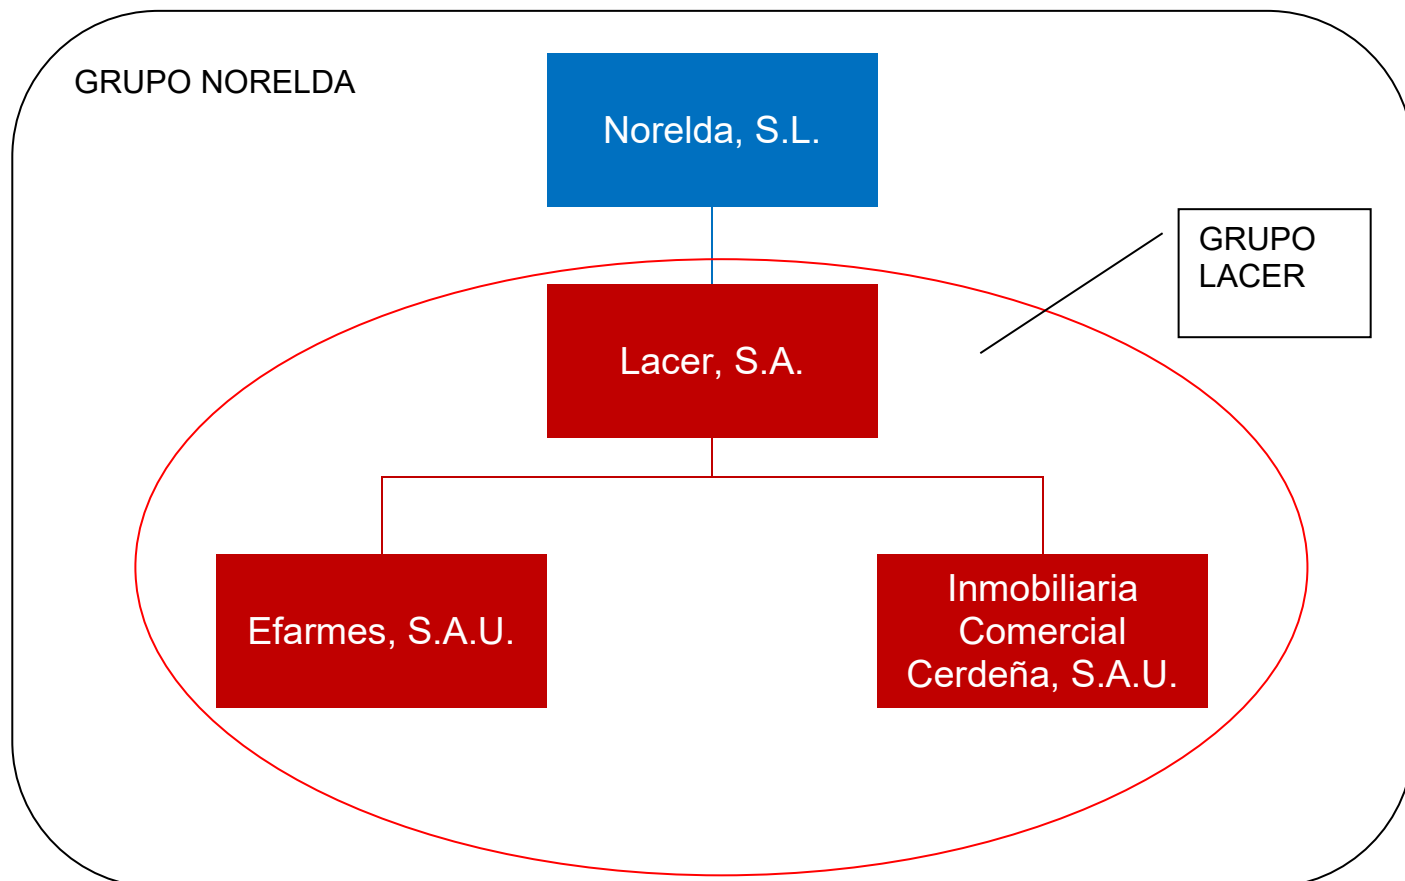 GRUPO NORELDA
Norelda, S.L.
GRUPO
LACER
Lacer, S.A.
Efarmes, S.A.U.
Inmobiliaria
Comercial
Cerdeña, S.A.U.